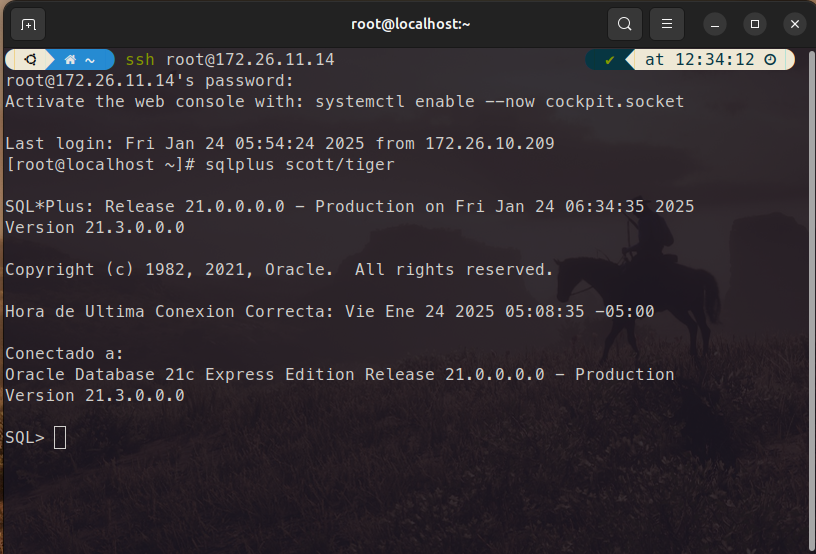 root@localhost:~
~ ssh root@172.26.11.14 ✔ at 12:34:12
root@172.26.11.14's password:
Activate the web console with: systemctl enable --now cockpit.socket
Last login: Fri Jan 24 05:54:24 2025 from 172.26.10.209
[root@localhost ~]# sqlplus scott/tiger
SQL*Plus: Release 21.0.0.0.0 - Production on Fri Jan 24 06:34:35 2025
Version 21.3.0.0.0
Copyright (c) 1982, 2021, Oracle.  All rights reserved.
Hora de Ultima Conexion Correcta: Vie Ene 24 2025 05:08:35 -05:00
Conectado a:
Oracle Database 21c Express Edition Release 21.0.0.0.0 - Production
Version 21.3.0.0.0
SQL>